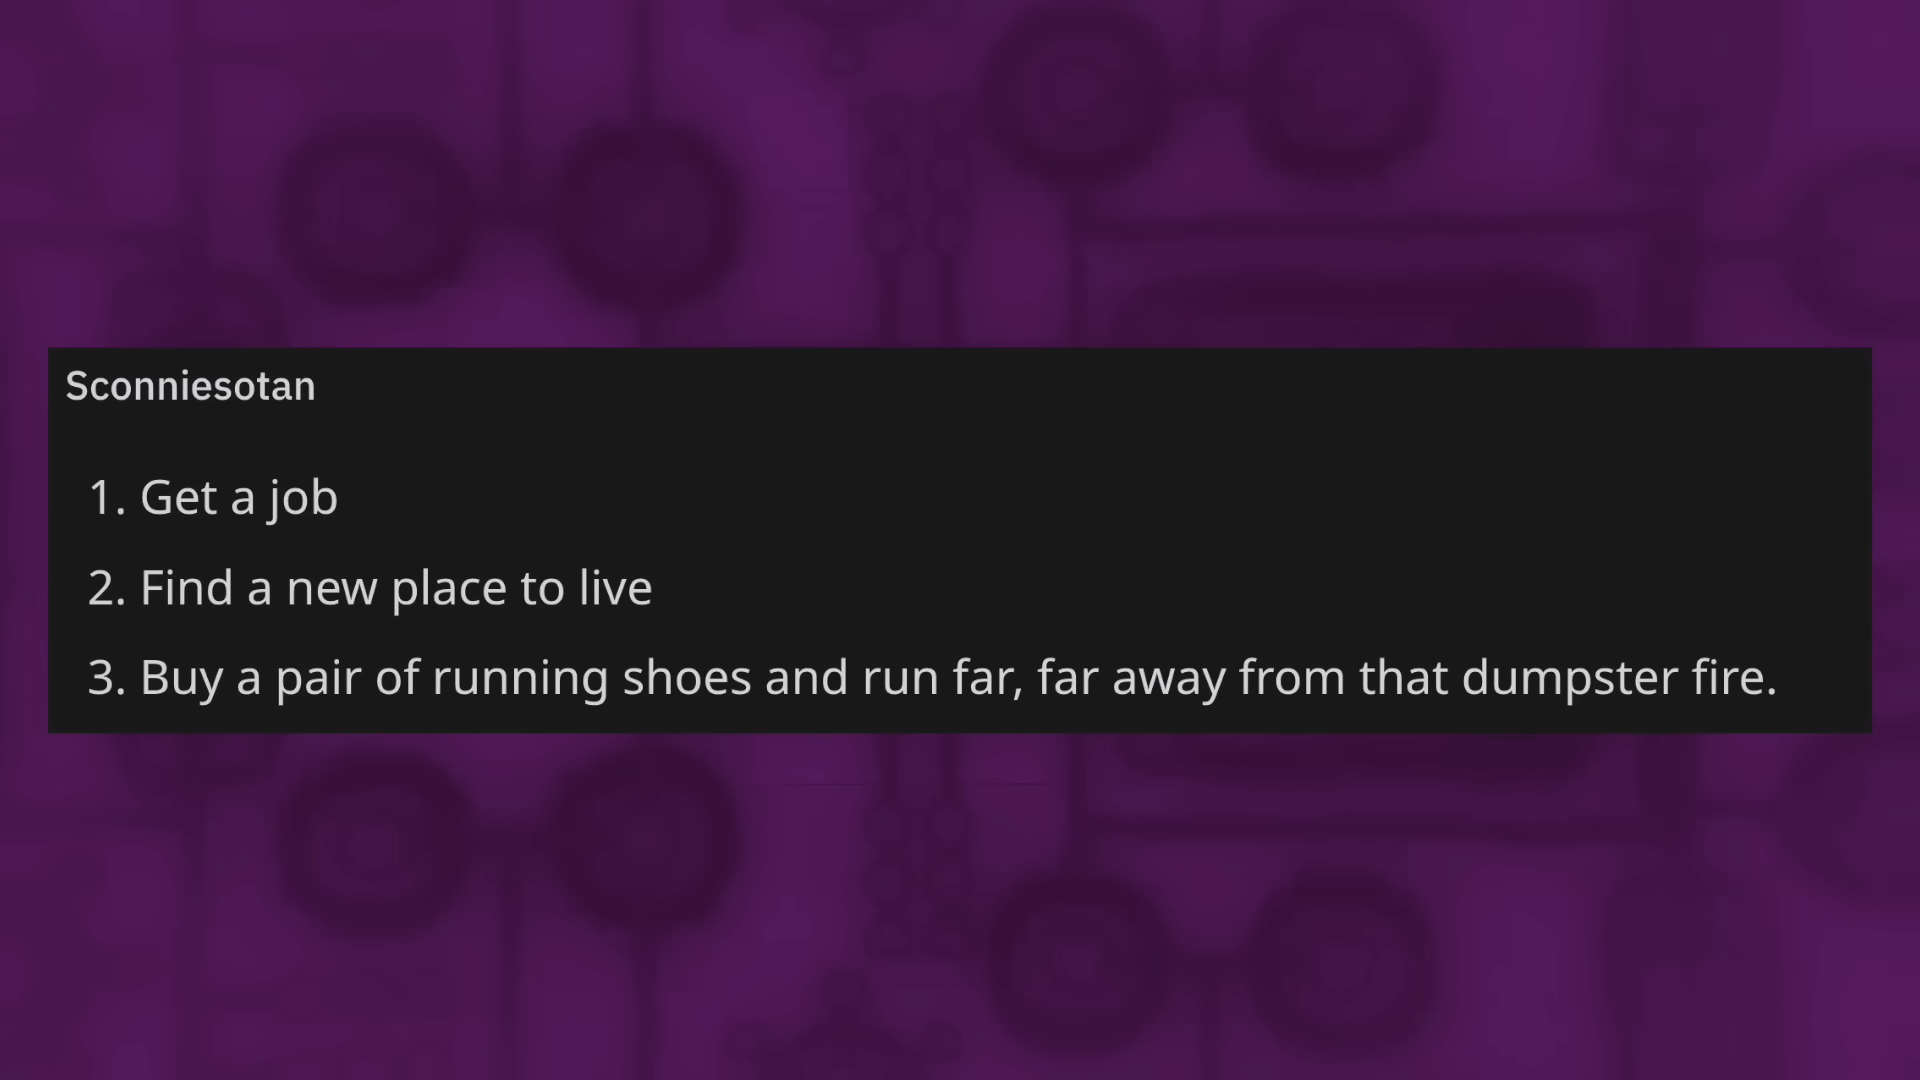 Sconniesotan
1. Get a job
2. Find a new place to live
3. Buy a pair of running shoes and run far, far away from that dumpster fire.